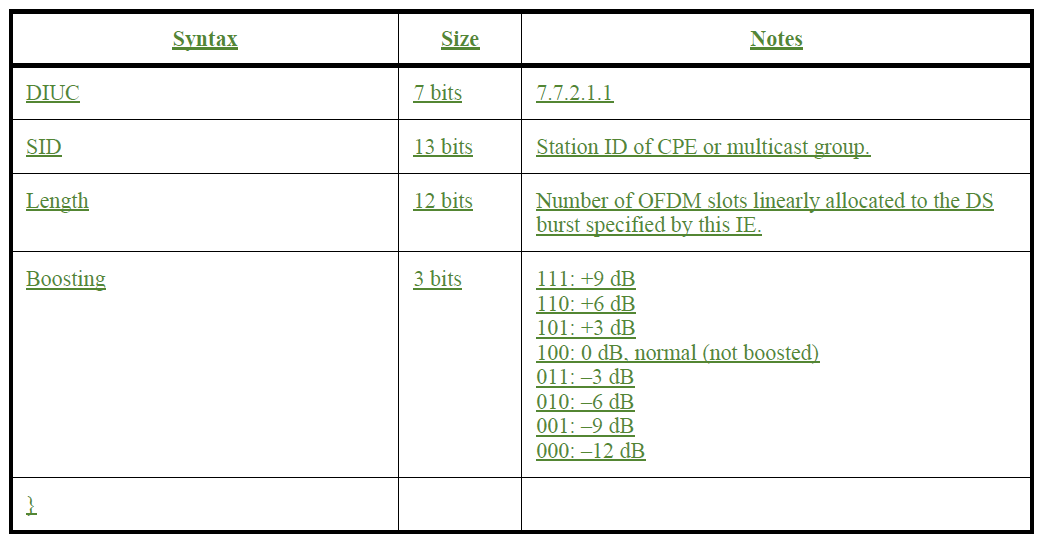 Syntax Size Notes
DIUC 7 bits 7.7.2.1.1
SID 13 bits Station ID of CPE or multicast group.
Length 12 bits Number of OFDM slots linearly allocated to the DS
burst specified by this IE.
Boosting 3 bits 111: +9 dB
110: +6 dB
101: +3 dB
100: 0 dB, normal (not boosted)
011: –3 dB
010: –6 dB
001: –9 dB
000: –12 dB
}